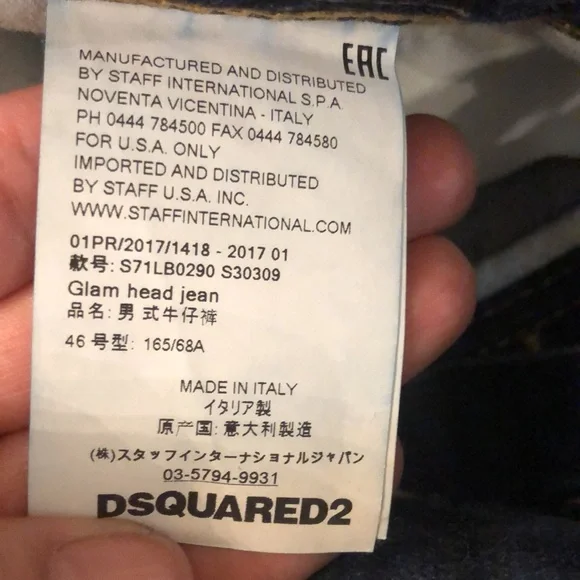 EAC
MANUFACTURED AND DISTRIBUTED
BY STAFF INTERNATIONAL S.P.A.
NOVENTA VICENTINA - ITALY
PH 0444 784500 FAX 0444 784580
FOR U.S.A. ONLY
IMPORTED AND DISTRIBUTED
BY STAFF U.S.A. INC.
WWW.STAFFINTERNATIONAL.COM
01PR/2017/1418 - 2017 01
款号: S71LB0290 S30309
Glam head jean
品名: 男 式牛仔裤
46 号型: 165/68A
MADE IN ITALY
イタリア製
原产国: 意大利製造
(株)スタッフインターナショナルジャパン
03-5794-9931
DSQUARED2